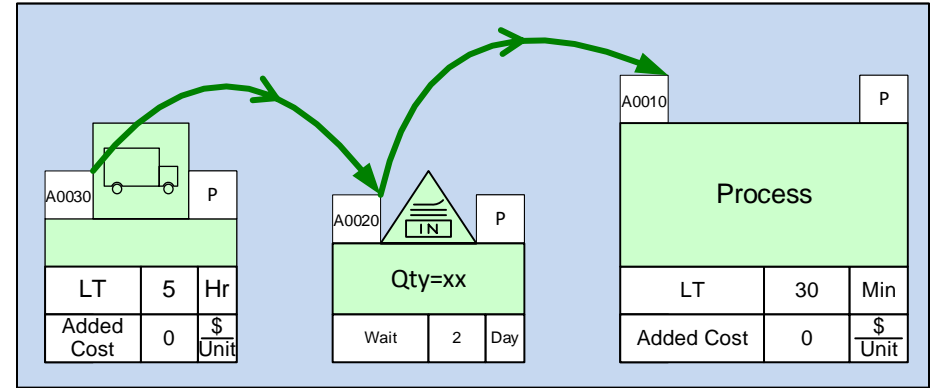 A0030
P
LT 5 Hr
Added Cost 0 $ Unit
A0020
IN
P
Qty=xx
Wait 2 Day
A0010
P
Process
LT 30 Min
Added Cost 0 $ Unit